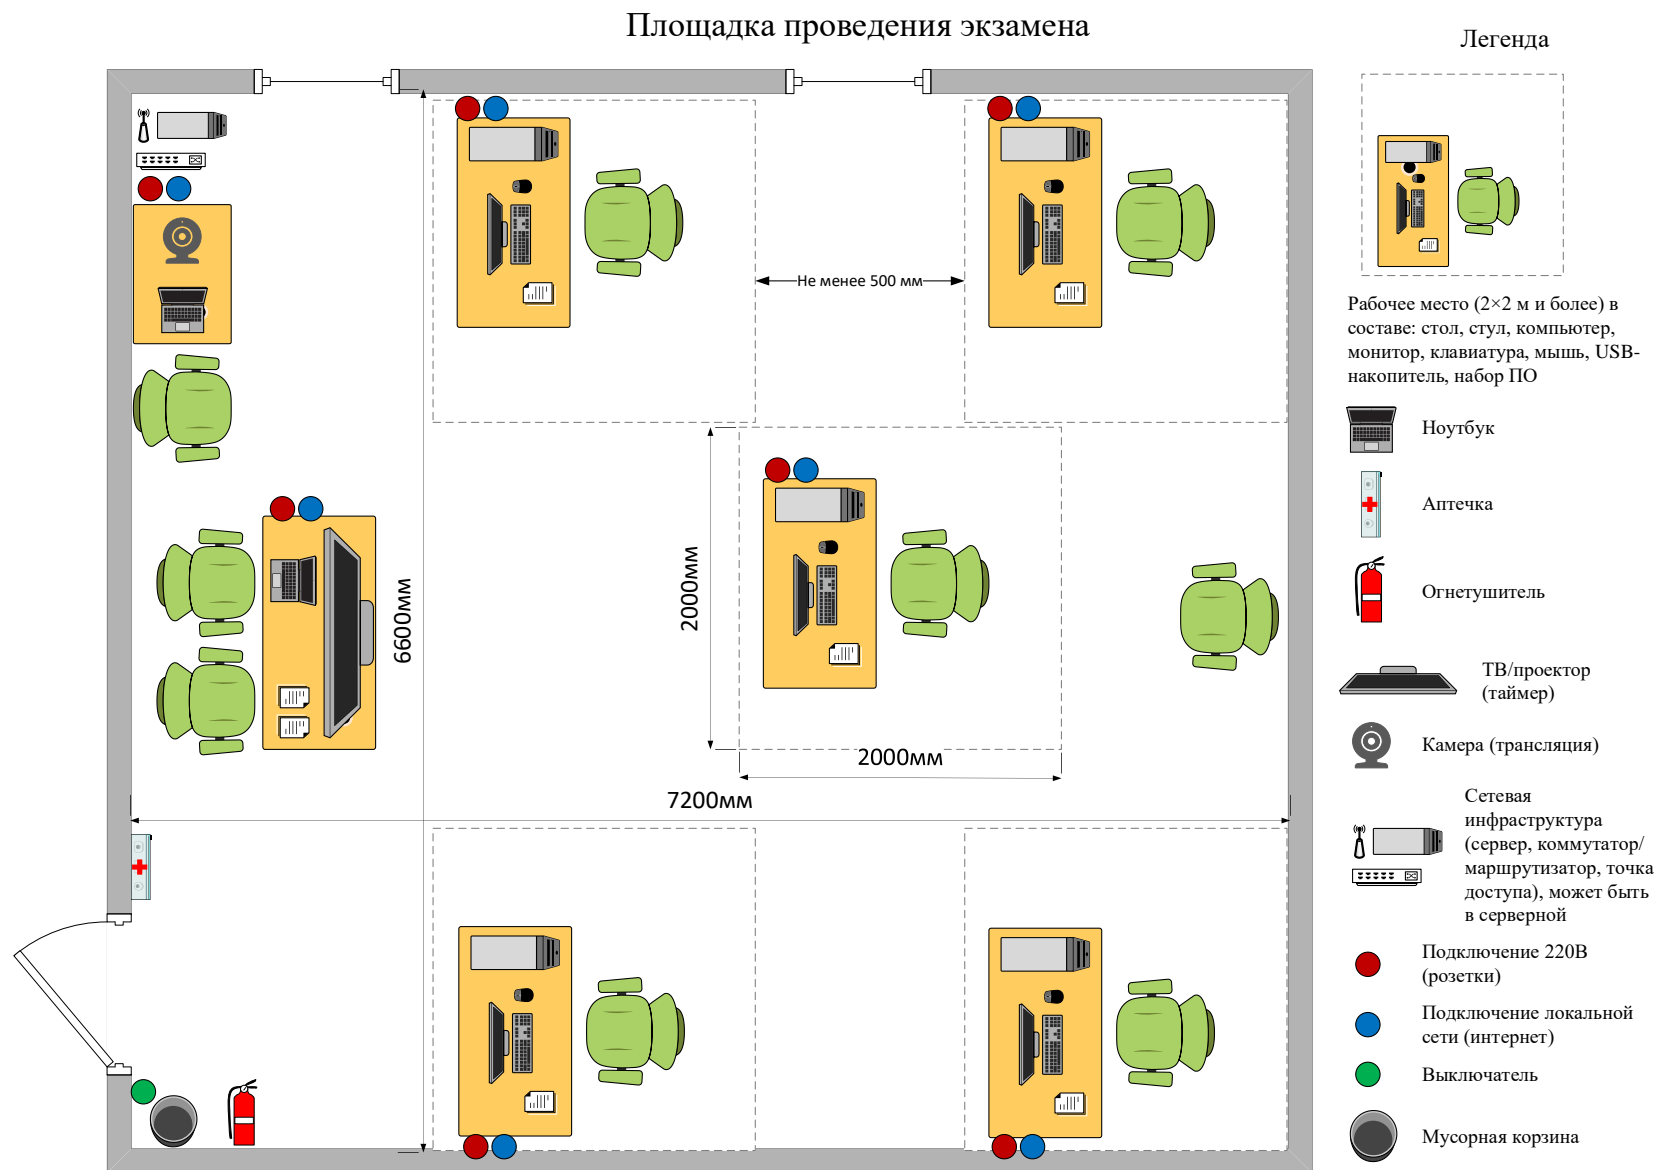 Площадка проведения экзамена
Легенда
Не менее 500 мм
Рабочее место (2×2 м и более) в
составе: стол, стул, компьютер,
монитор, клавиатура, мышь, USB-
накопитель, набор ПО
Ноутбук
Аптечка
Огнетушитель
6600мм
2000мм
ТВ/проектор
(таймер)
Камера (трансляция)
2000мм
7200мм
Сетевая
инфраструктура
(сервер, коммутатор/
маршрутизатор, точка
доступа), может быть
в серверной
Подключение 220В
(розетки)
Подключение локальной
сети (интернет)
Выключатель
Мусорная корзина